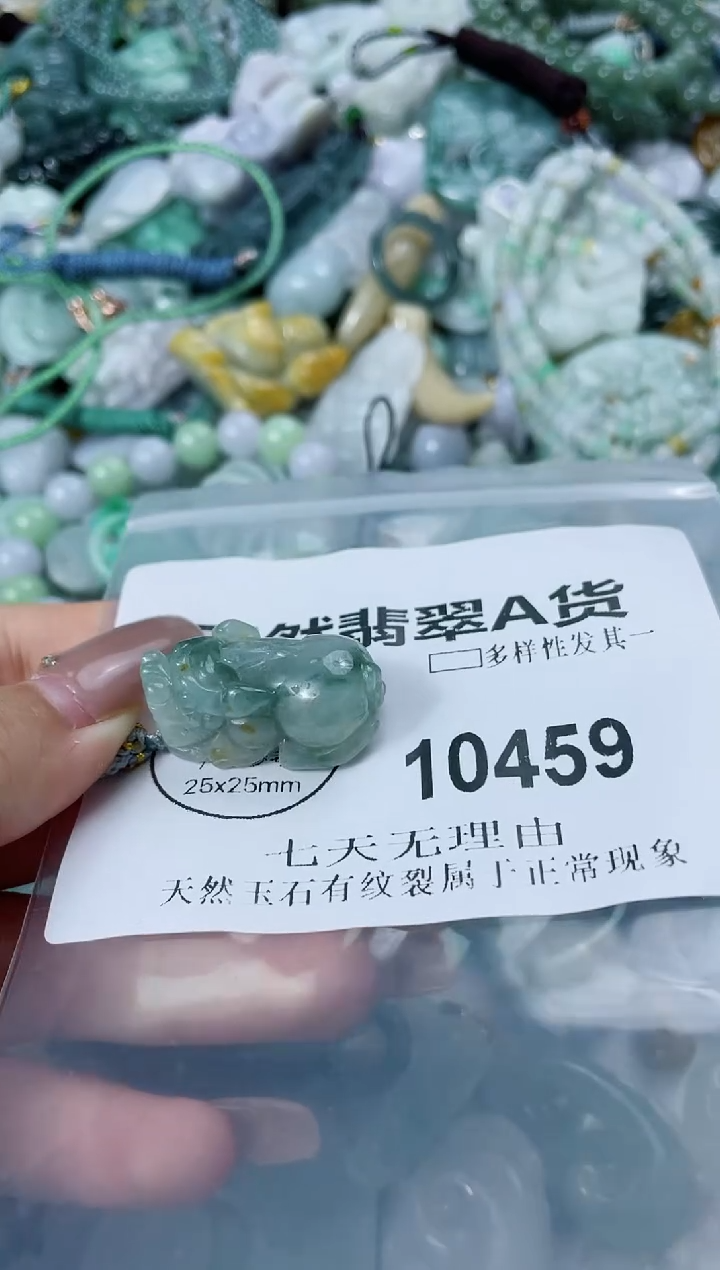 然翡翠A货
多样性发其一
10459
25x25mm
七天无理由
天然玉石有纹裂属于正常现象